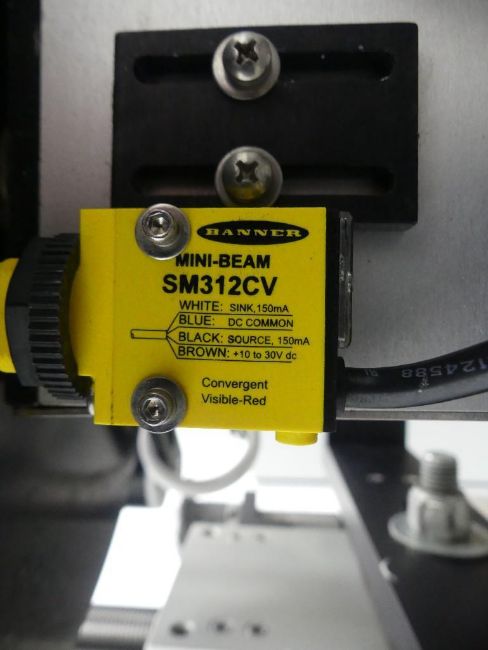 BANNER
MINI-BEAM
SM312CV
WHITE: SINK, 150mA
BLUE: DC COMMON
BLACK: SOURCE, 150mA
BROWN: +10 to 30V dc
Convergent
Visible-Red
124588